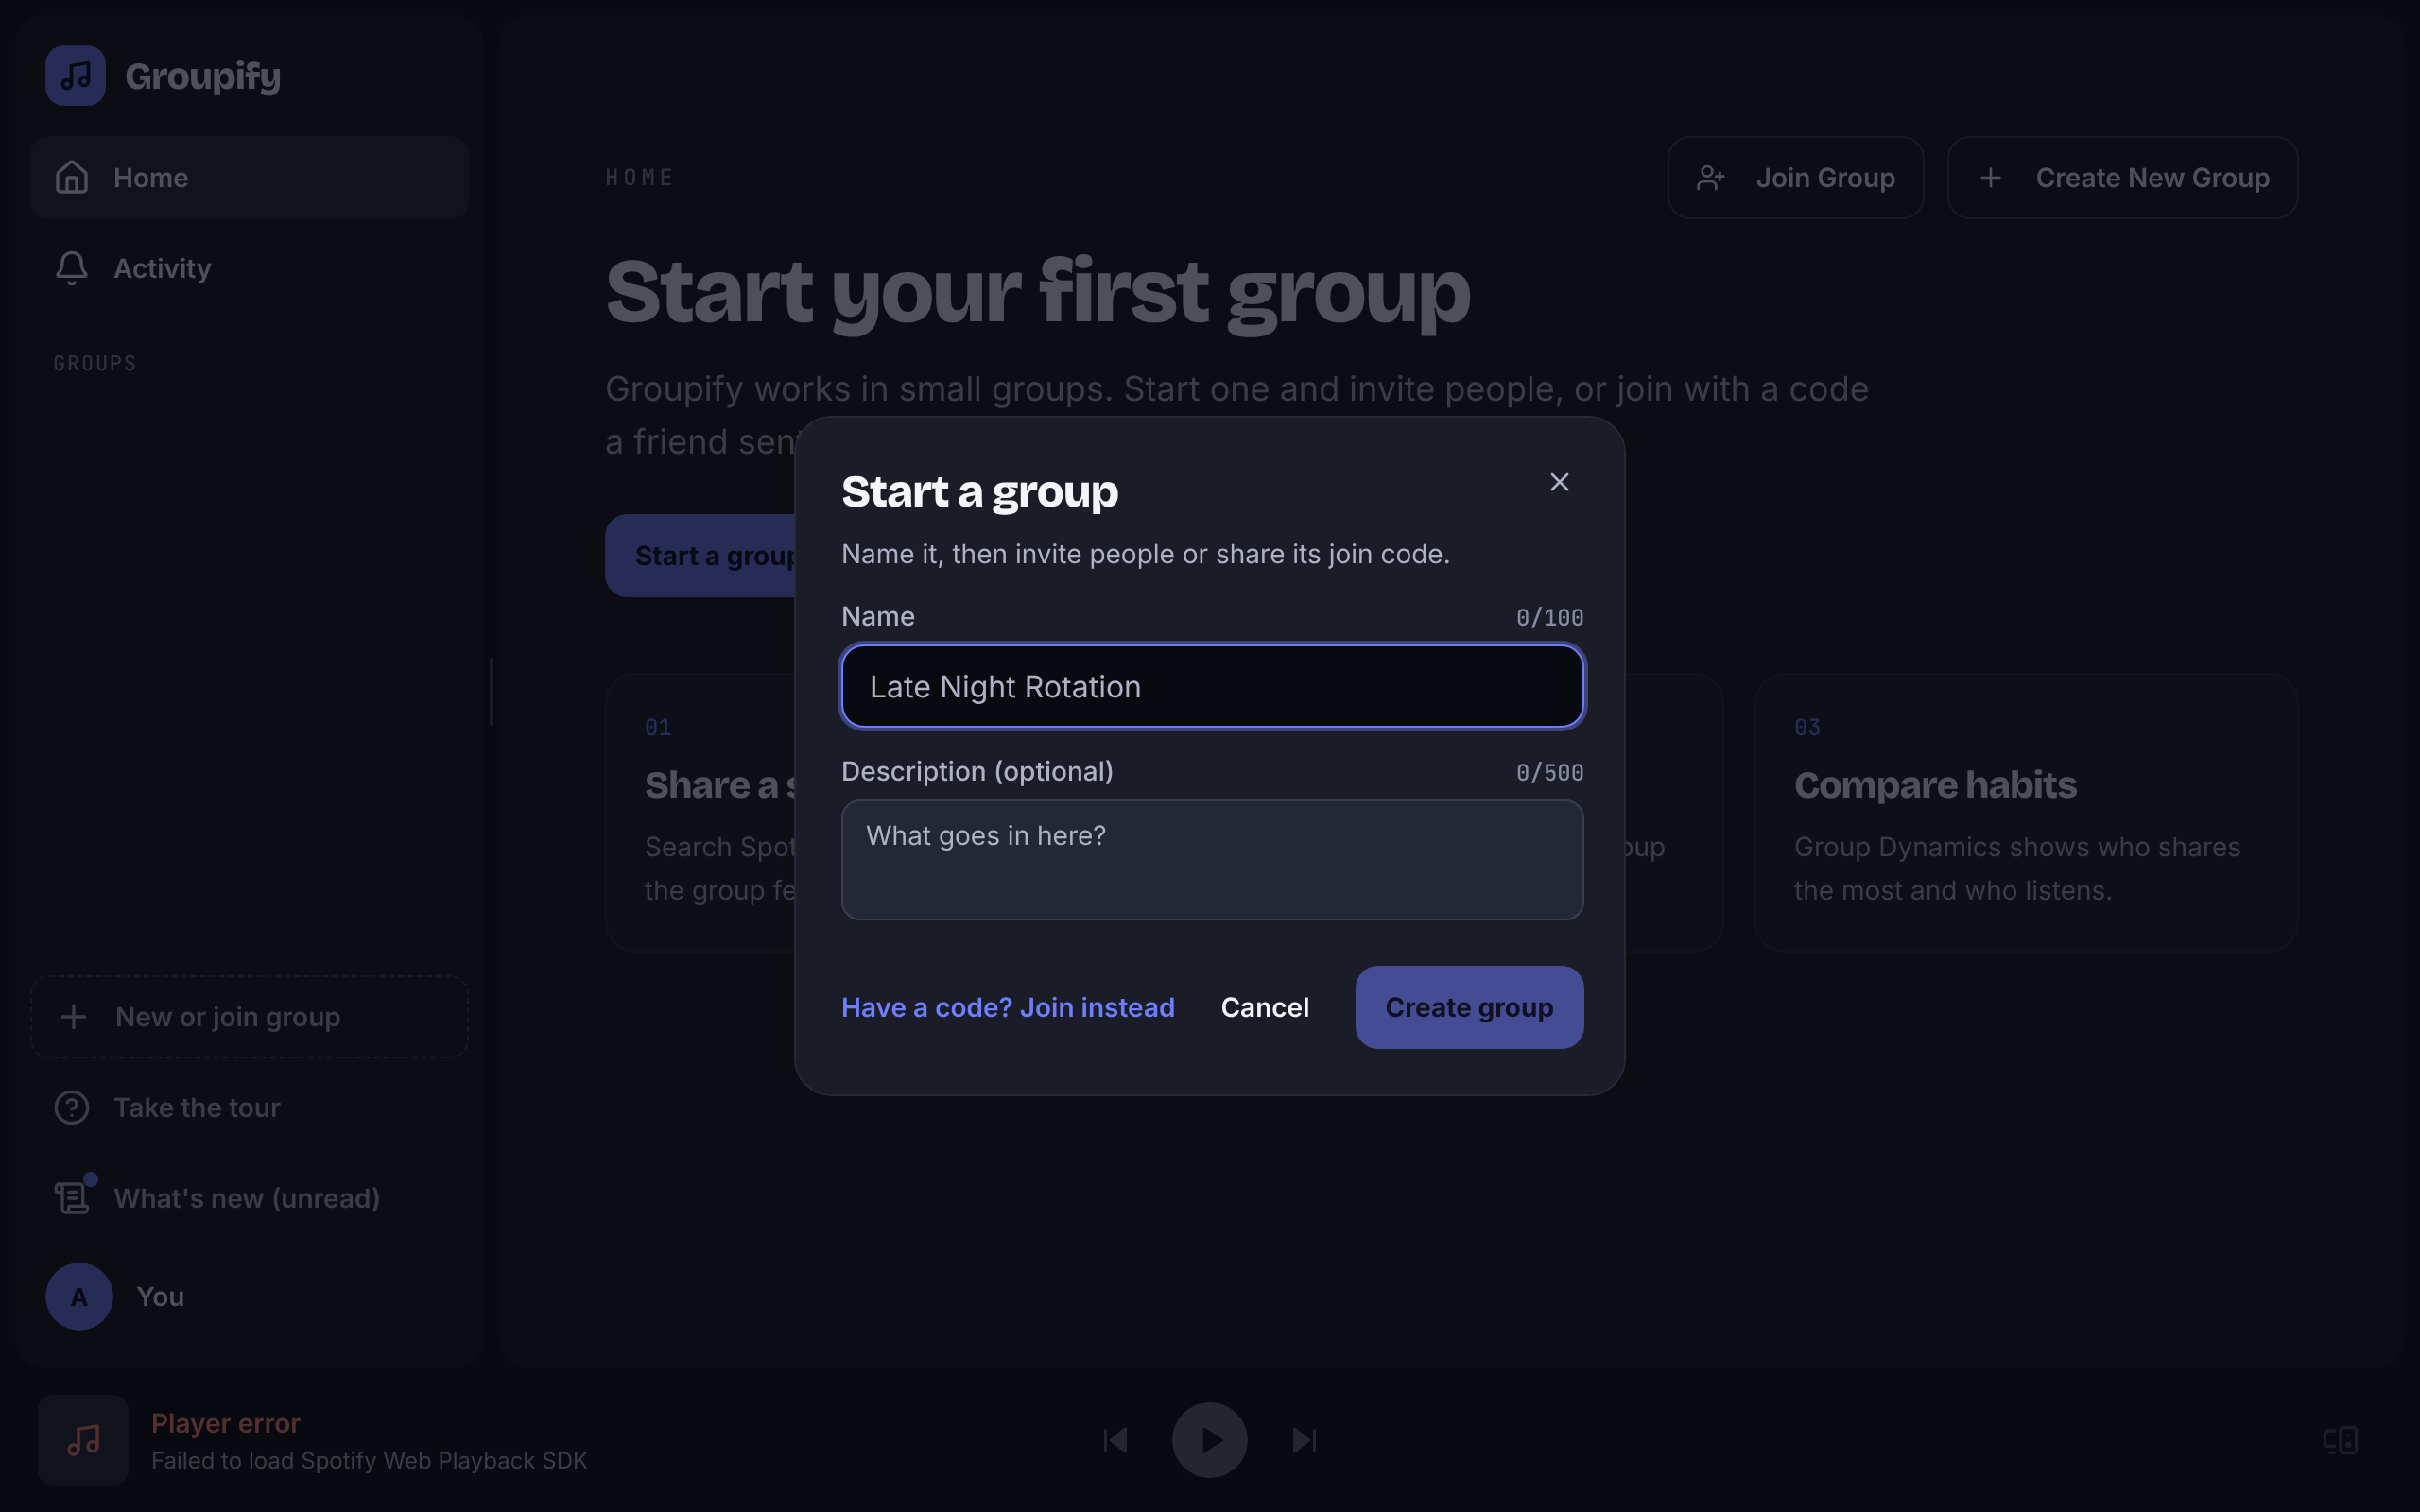 Groupify
Home
Activity
GROUPS
New or join group
Take the tour
What's new (unread)
A
You
HOME
Join Group
Create New Group
Start your first group
Groupify works in small groups. Start one and invite people, or join with a code
a friend sent
Start a group
01
Share a
Search
the group
03
Compare habits
Group Dynamics shows who shares
the most and who listens.
Start a group
Name it, then invite people or share its join code.
Name
0/100
Late Night Rotation
Description (optional)
0/500
What goes in here?
Have a code? Join instead
Cancel
Create group
Player error
Failed to load Spotify Web Playback SDK